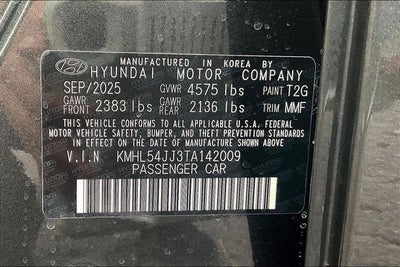 MANUFACTURED IN KOREA BY
HYUNDAI MOTOR COMPANY
SEP/2025 GVWR 4575 lbs PAINT T2G
GAWR FRONT 2383 lbs GAWR REAR 2136 lbs TRIM MMF
THIS VEHICLE CONFORMS TO ALL APPLICABLE U.S.A. FEDERAL
MOTOR VEHICLE SAFETY, BUMPER, AND THEFT PREVENTION STANDARDS
IN EFFECT ON THE DATE OF MANUFACTURE SHOWN ABOVE.
V.I.N KMHL54JJ3TA142009
PASSENGER CAR